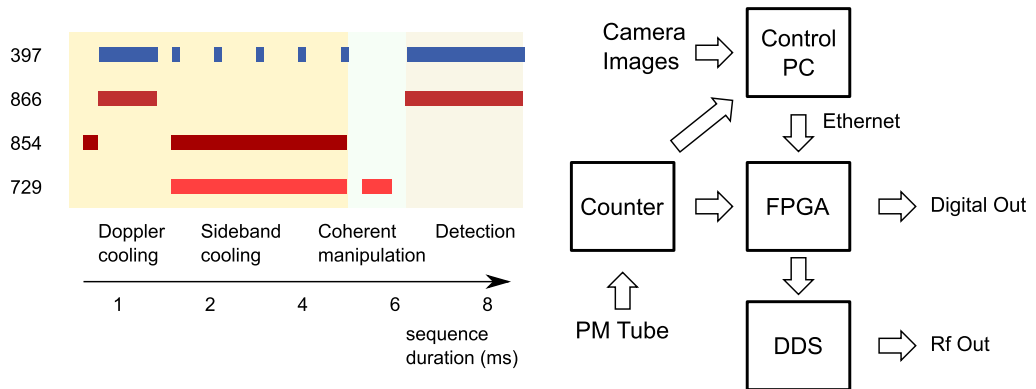 397
866
854
729
Doppler
cooling
Sideband
cooling
Coherent
manipulation
Detection
1 2 4 6 8
sequence
duration (ms)
Camera
Images
Control
PC
Ethernet
Counter
FPGA
Digital Out
PM Tube
DDS
Rf Out